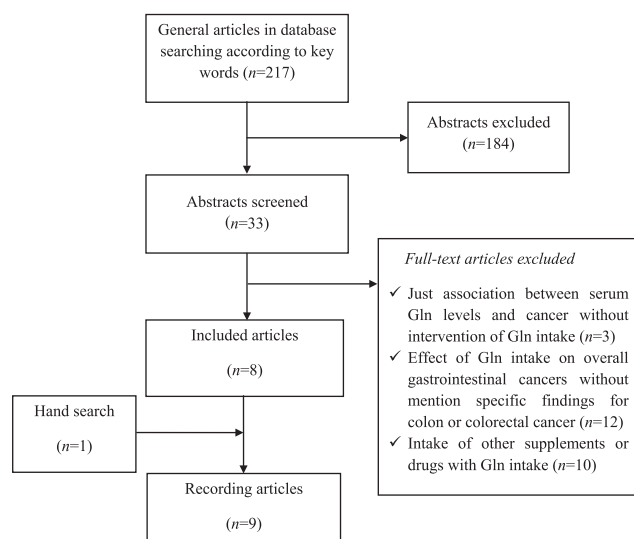 General articles in database
searching according to key
words (n=217)
Abstracts excluded
(n=184)
Abstracts screened
(n=33)
Full-text articles excluded
✓ Just association between serum
Gln levels and cancer without
intervention of Gln intake (n=3)
✓ Effect of Gln intake on overall
gastrointestinal cancers without
mention specific findings for
colon or colorectal cancer (n=12)
✓ Intake of other supplements or
drugs with Gln intake (n=10)
Included articles
(n=8)
Hand search
(n=1)
Recording articles
(n=9)